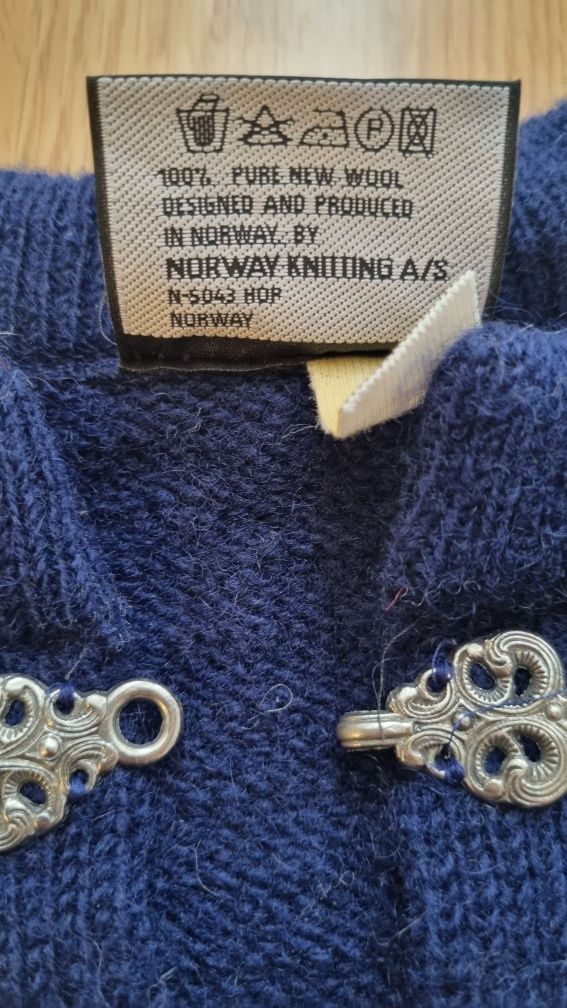 P
100% PURE NEW WOOL
DESIGNED AND PRODUCED
IN NORWAY. BY
NORWAY KNITTING A/S
N-5043 HOP
NORWAY